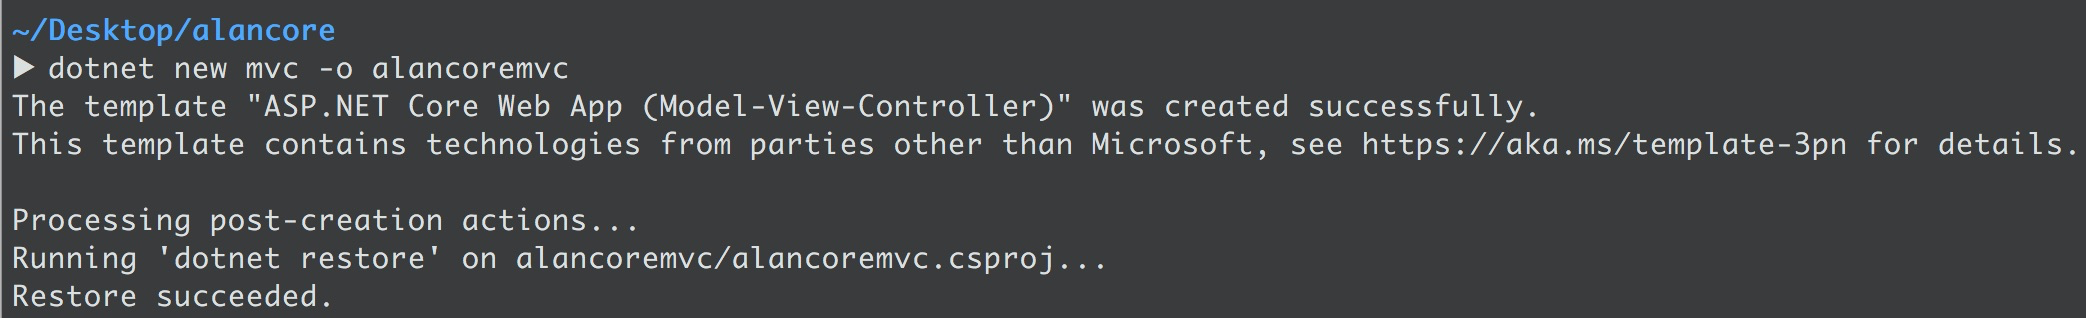 ~/Desktop/alancore
▶ dotnet new mvc -o alancoremvc
The template "ASP.NET Core Web App (Model-View-Controller)" was created successfully.
This template contains technologies from parties other than Microsoft, see https://aka.ms/template-3pn for details.

Processing post-creation actions...
Running 'dotnet restore' on alancoremvc/alancoremvc.csproj...
Restore succeeded.